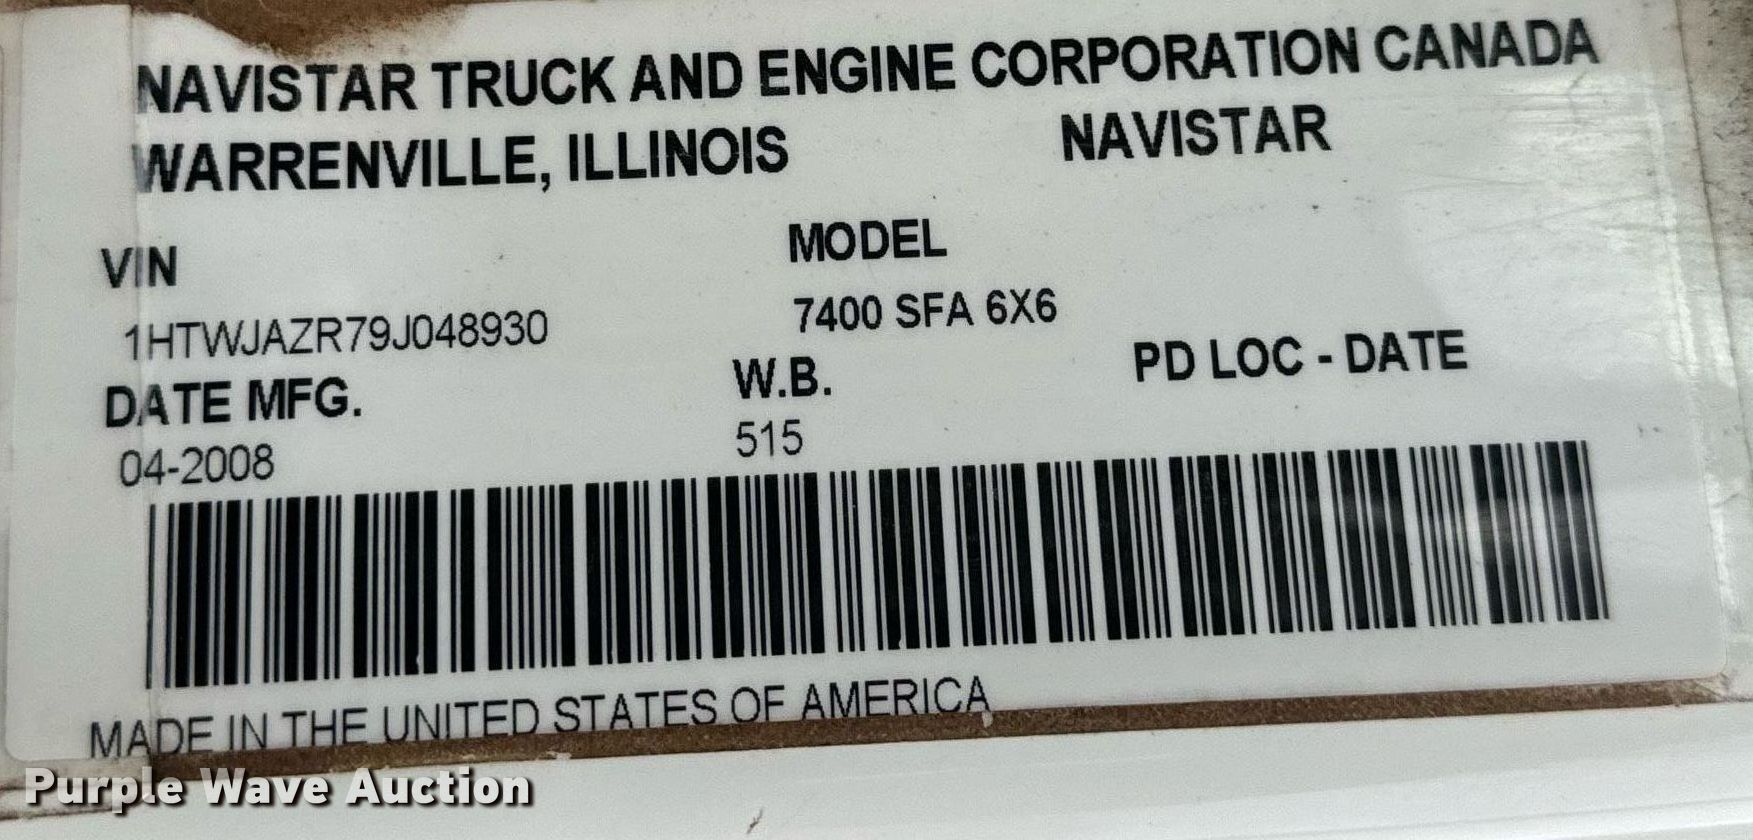 NAVISTAR TRUCK AND ENGINE CORPORATION CANADA
WARRENVILLE, ILLINOIS NAVISTAR
VIN MODEL
1HTWJAZR79J048930 7400 SFA 6X6
DATE MFG. W.B. PD LOC - DATE
04-2008 515
MADE IN THE UNITED STATES OF AMERICA
Purple Wave Auction